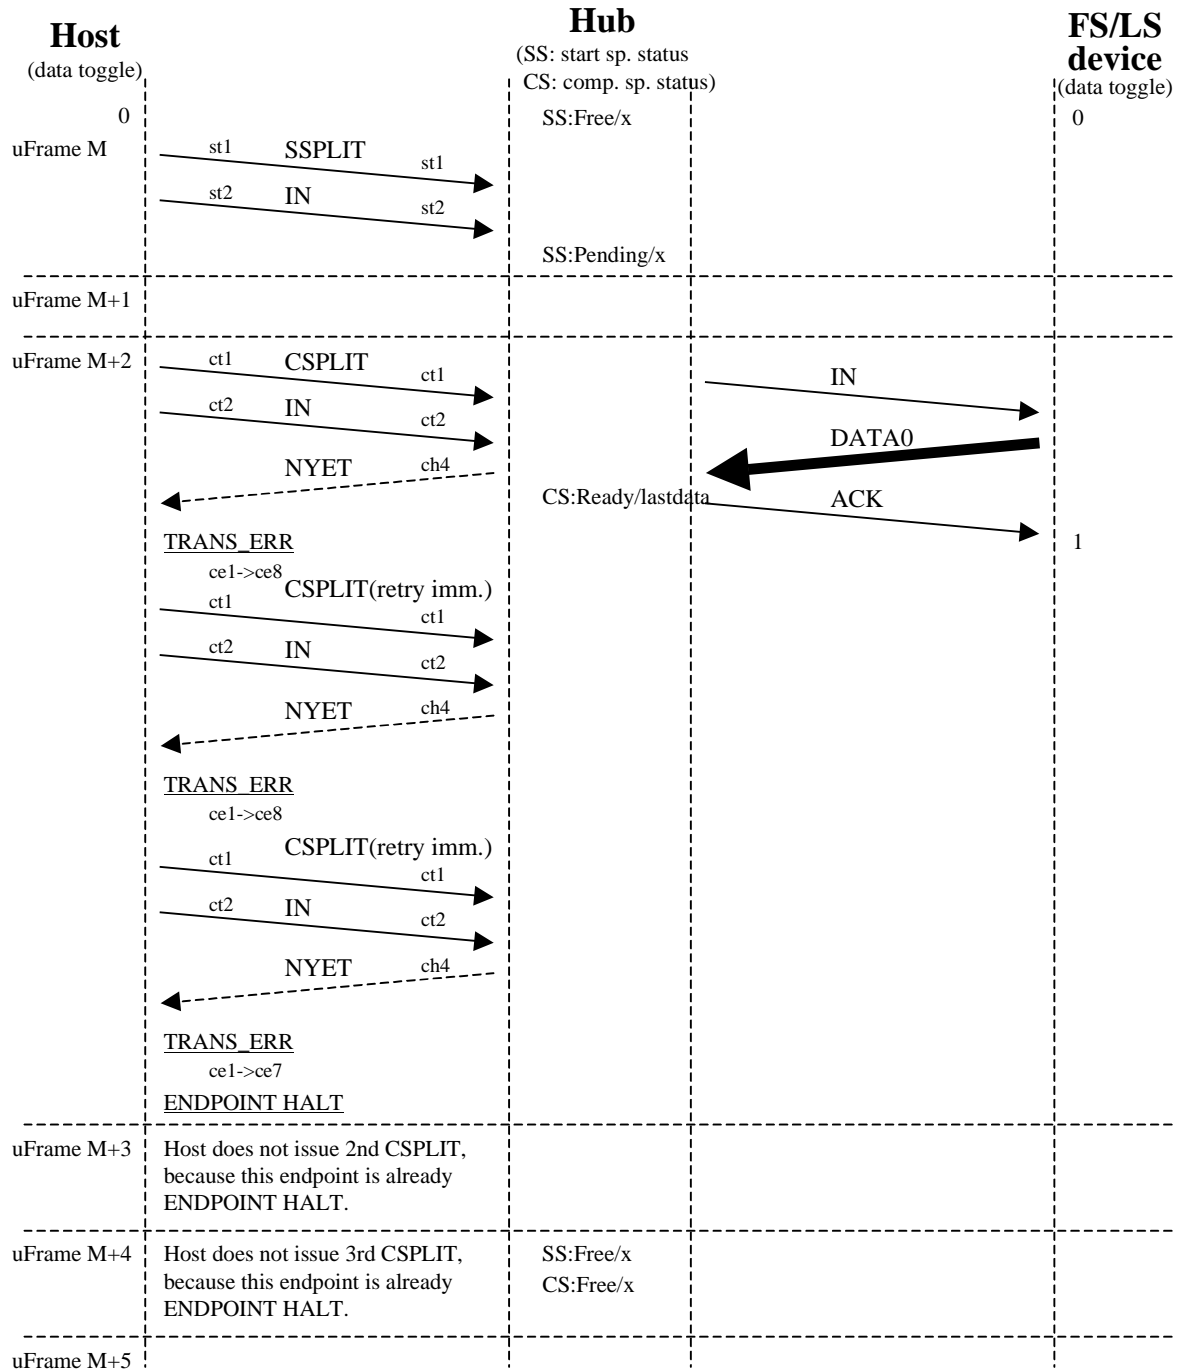 Host
(data toggle)
Hub
(SS: start sp. status
CS: comp. sp. status)
FS/LS
device
(data toggle)
0
SS:Free/x
0
uFrame M
st1
SSPLIT
st1
st2
IN
st2
SS:Pending/x
uFrame M+1
uFrame M+2
ct1
CSPLIT
ct1
IN
ct2
IN
ct2
DATA0
NYET
ch4
CS:Ready/lastdata
ACK
TRANS_ERR
1
ce1->ce8
CSPLIT(retry imm.)
ct1
ct1
ct2
IN
ct2
NYET
ch4
TRANS_ERR
ce1->ce8
CSPLIT(retry imm.)
ct1
ct1
ct2
IN
ct2
NYET
ch4
TRANS_ERR
ce1->ce7
ENDPOINT HALT
uFrame M+3
Host does not issue 2nd CSPLIT,
because this endpoint is already
ENDPOINT HALT.
uFrame M+4
Host does not issue 3rd CSPLIT,
because this endpoint is already
ENDPOINT HALT.
SS:Free/x
CS:Free/x
uFrame M+5